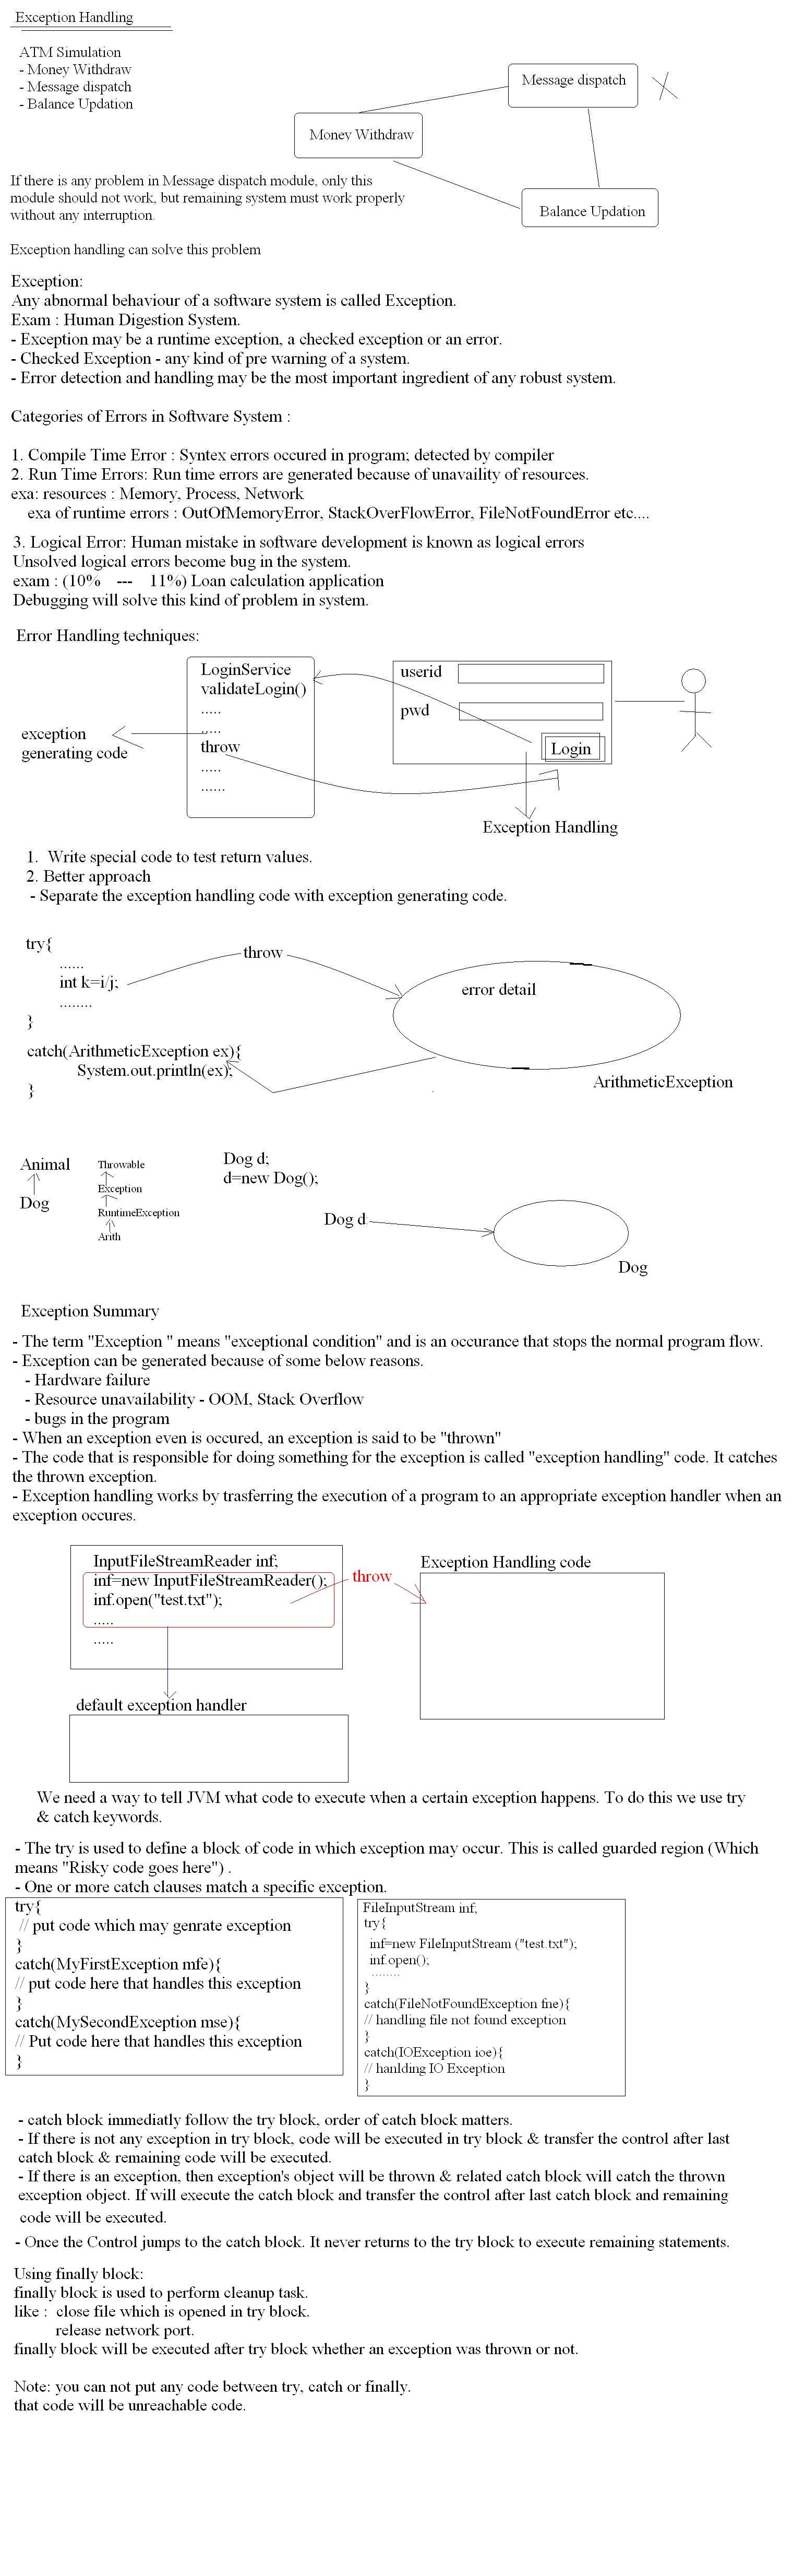 Exception Handling
ATM Simulation
- Money Withdraw
- Message dispatch
- Balance Updation
Message dispatch
Money Withdraw
Balance Updation
If there is any problem in Message dispatch module, only this
module should not work, but remaining system must work properly
without any interruption.
Exception handling can solve this problem
Exception:
Any abnormal behaviour of a software system is called Exception.
Exam : Human Digestion System.
- Exception may be a runtime exception, a checked exception or an error.
- Checked Exception - any kind of pre warning of a system.
- Error detection and handling may be the most important ingredient of any robust system.
Categories of Errors in Software System :
1. Compile Time Error : Syntex errors occured in program; detected by compiler
2. Run Time Errors: Run time errors are generated because of unavaility of resources.
exa: resources : Memory, Process, Network
exa of runtime errors : OutOfMemoryError, StackOverFlowError, FileNotFoundError etc....
3. Logical Error: Human mistake in software development is known as logical errors
Unsolved logical errors become bug in the system.
exam : (10% --- 11%) Loan calculation application
Debugging will solve this kind of problem in system.
Error Handling techniques:
LoginService
validateLogin()
.....
.....
throw
.....
......
exception
generating code
userid
pwd
Login
Exception Handling
1. Write special code to test return values.
2. Better approach
- Separate the exception handling code with exception generating code.
try{
......
int k=i/j;
........
}
catch(ArithmeticException ex){
System.out.println(ex);
}
throw
error detail
ArithmeticException
Animal
Dog
Throwable
Exception
RuntimeException
Arith
Dog d;
d=new Dog();
Dog d
Dog
Exception Summary
- The term "Exception " means "exceptional condition" and is an occurance that stops the normal program flow.
- Exception can be generated because of some below reasons.
- Hardware failure
- Resource unavailability - OOM, Stack Overflow
- bugs in the program
- When an exception even is occured, an exception is said to be "thrown"
- The code that is responsible for doing something for the exception is called "exception handling" code. It catches
the thrown exception.
- Exception handling works by trasferring the execution of a program to an appropriate exception handler when an
exception occures.
InputFileStreamReader inf;
inf=new InputFileStreamReader();
inf.open("test.txt");
.....
.....
throw
Exception Handling code
default exception handler
We need a way to tell JVM what code to execute when a certain exception happens. To do this we use try
& catch keywords.
- The try is used to define a block of code in which exception may occur. This is called guarded region (Which
means "Risky code goes here") .
- One or more catch clauses match a specific exception.
try{
// put code which may genrate exception
}
catch(MyFirstException mfe){
// put code here that handles this exception
}
catch(MySecondException mse){
// Put code here that handles this exception
}
FileInputStream inf;
try{
inf=new FileInputStream ("test.txt");
inf.open();
........
}
catch(FileNotFoundException fne){
// handling file not found exception
}
catch(IOException ioe){
// hanlding IO Exception
}
- catch block immediatly follow the try block, order of catch block matters.
- If there is not any exception in try block, code will be executed in try block & transfer the control after last
catch block & remaining code will be executed.
- If there is an exception, then exception's object will be thrown & related catch block will catch the thrown
exception object. If will execute the catch block and transfer the control after last catch block and remaining
code will be executed.
- Once the Control jumps to the catch block. It never returns to the try block to execute remaining statements.
Using finally block:
finally block is used to perform cleanup task.
like : close file which is opened in try block.
release network port.
finally block will be executed after try block whether an exception was thrown or not.
Note: you can not put any code between try, catch or finally.
that code will be unreachable code.